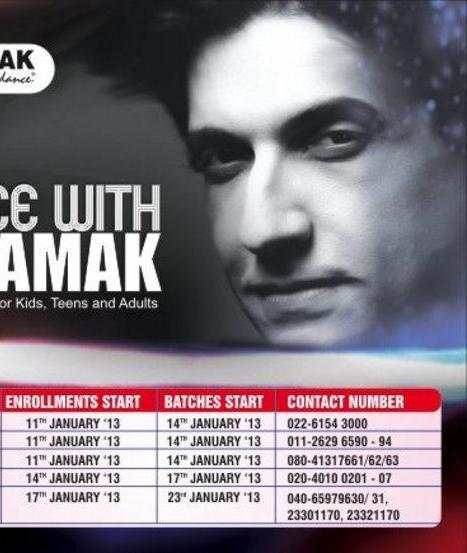 AK
dance
CE WITH
AMAK
or Kids, Teens and Adults
ENROLLMENTS START BATCHES START CONTACT NUMBER
11TH JANUARY '13 14TH JANUARY '13 022-6154 3000
11TH JANUARY '13 14TH JANUARY '13 011-2629 6590 - 94
11TH JANUARY '13 14TH JANUARY '13 080-41317661/62/63
14TH JANUARY '13 17TH JANUARY '13 020-4010 0201 - 07
17TH JANUARY '13 23rd JANUARY '13 040-65979630/ 31,
23301170, 23321170